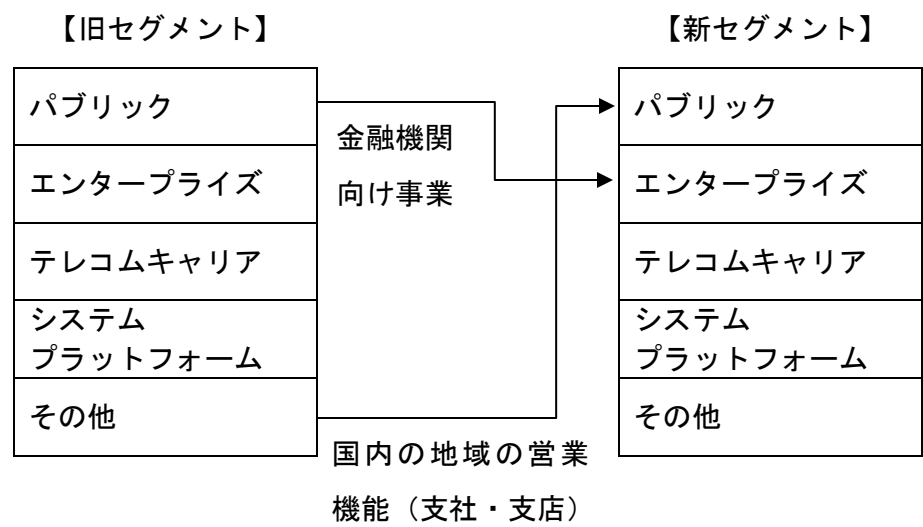 【旧セグメント】
【新セグメント】
パブリック
エンタープライズ
テレコムキャリア
システム
プラットフォーム
その他
金融機関
向け事業
国内の地域の営業
機能（支社・支店）
パブリック
エンタープライズ
テレコムキャリア
システム
プラットフォーム
その他